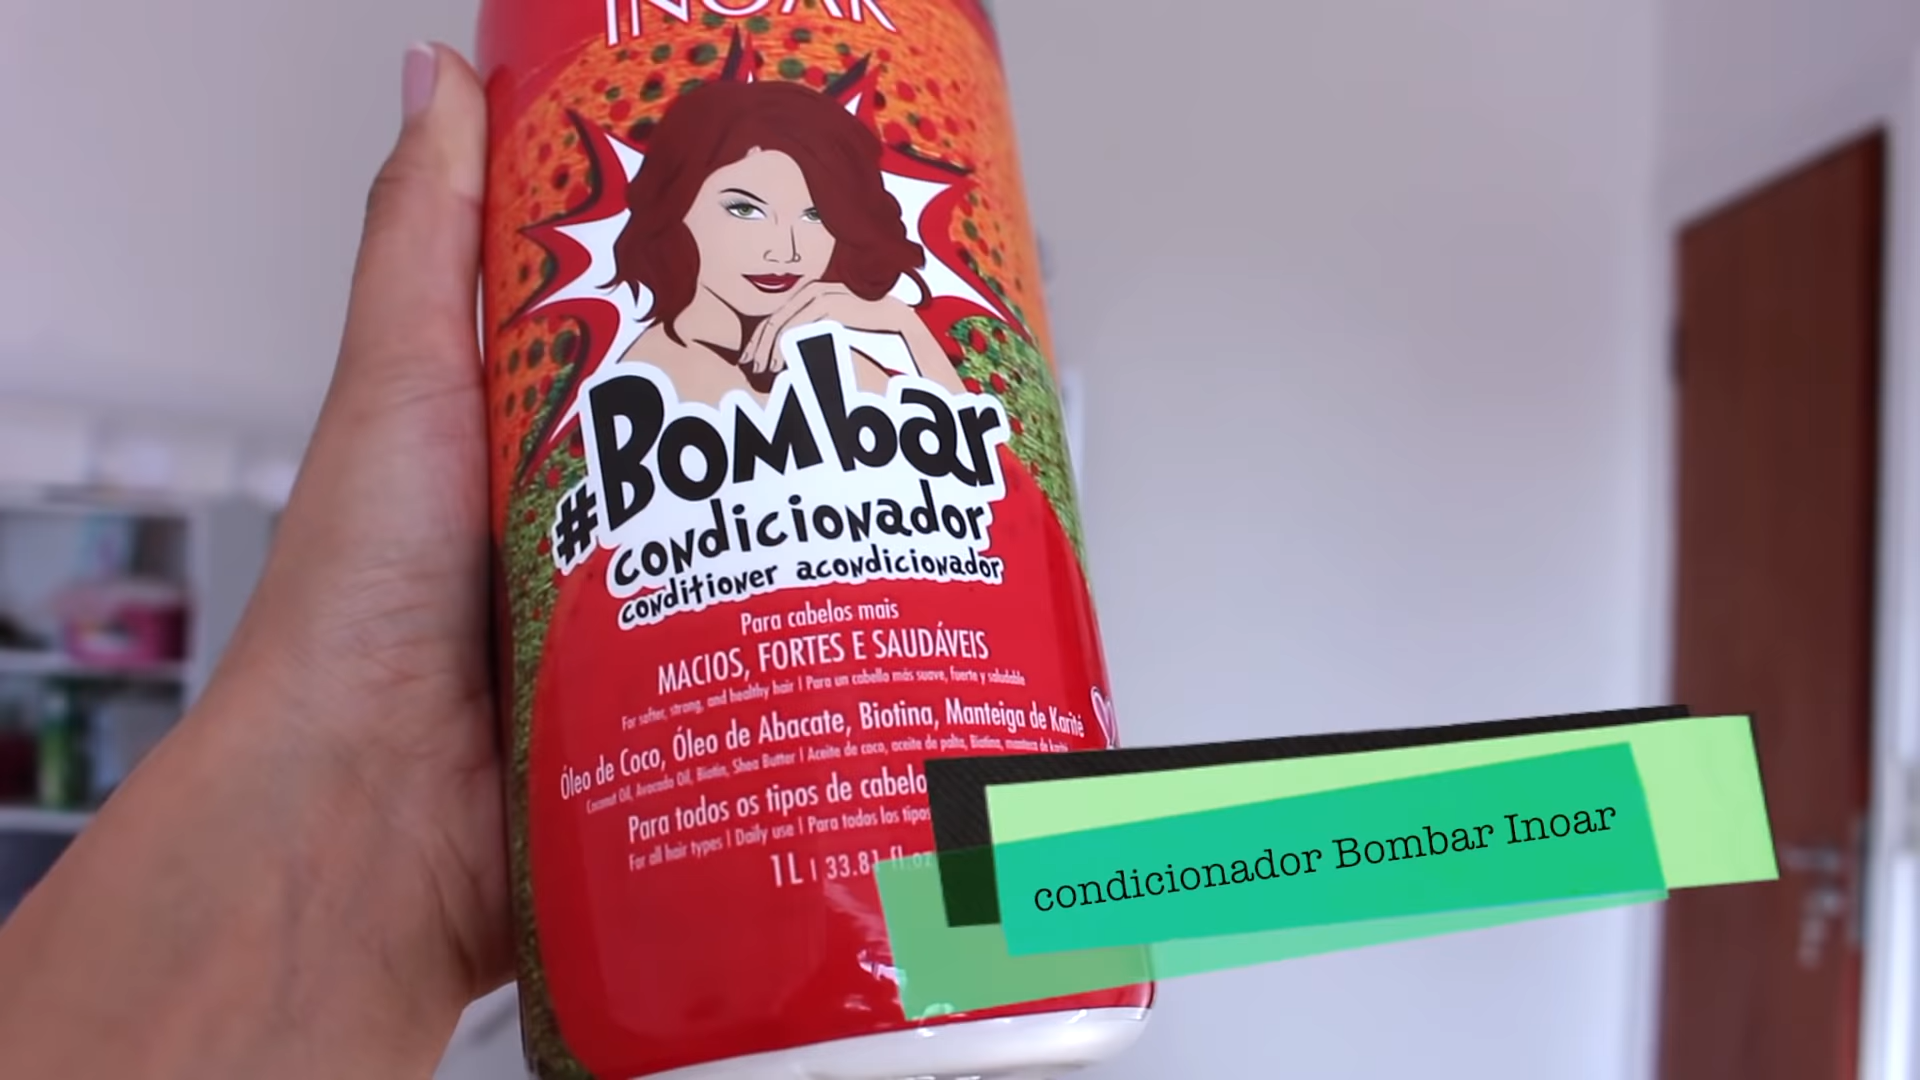 INOAR
#Bombar
condicionador
conditioner acondicionador
Para cabelos mais
MACIOS, FORTES E SAUDÁVEIS
For softer, strong, and healthy hair | Para un cabello más suave, fuerte y saludable
Óleo de Coco, Óleo de Abacate, Biotina, Manteiga de Karité
Coconut Oil, Avocado Oil, Biotin, Shea Butter | Aceite de coco, aceite de palta, Biotina, manteca de karité
Para todos os tipos de cabelo
For all hair types | Daily use | Para todos los tipos
1L | 33.81 fl.oz
condicionador Bombar Inoar